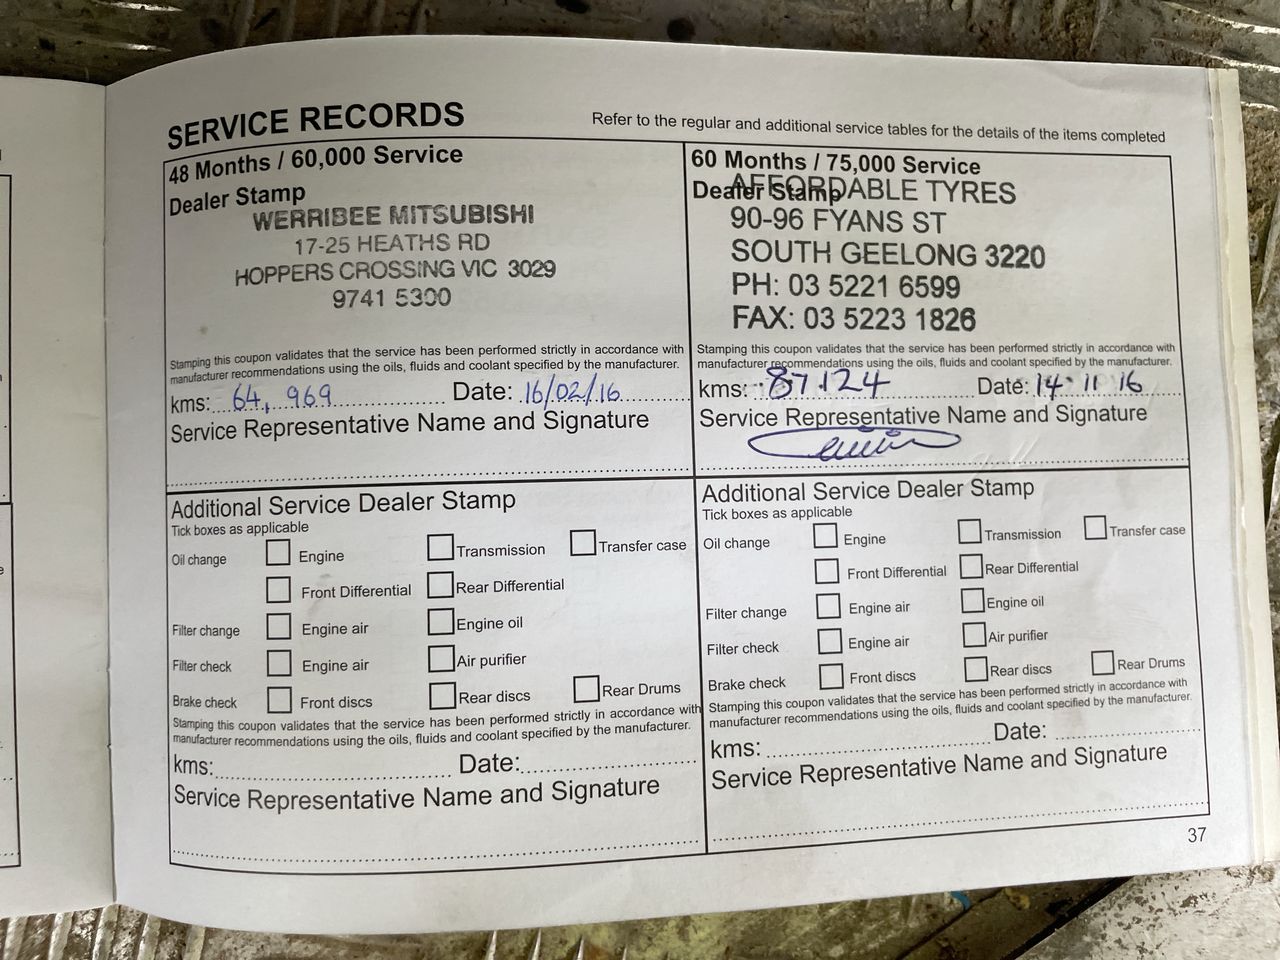 SERVICE RECORDS
Refer to the regular and additional service tables for the details of the items completed
48 Months / 60,000 Service
Dealer Stamp
WERRIBEE MITSUBISHI
17-25 HEATHS RD
HOPPERS CROSSING VIC 3029
9741 5300
Stamping this coupon validates that the service has been performed strictly in accordance with
manufacturer recommendations using the oils, fluids and coolant specified by the manufacturer.
kms: 64,969 Date: 16/02/16
Service Representative Name and Signature
60 Months / 75,000 Service
Dealer Stamp
AFFORDABLE TYRES
90-96 FYANS ST
SOUTH GEELONG 3220
PH: 03 5221 6599
FAX: 03 5223 1826
Stamping this coupon validates that the service has been performed strictly in accordance with
manufacturer recommendations using the oils, fluids and coolant specified by the manufacturer.
kms: 87.124 Date: 14.11.16
Service Representative Name and Signature
Additional Service Dealer Stamp
Tick boxes as applicable
Oil change Engine Transmission Transfer case
Front Differential Rear Differential
Filter change Engine air Engine oil
Filter check Engine air Air purifier
Brake check Front discs Rear discs Rear Drums
Stamping this coupon validates that the service has been performed strictly in accordance with
manufacturer recommendations using the oils, fluids and coolant specified by the manufacturer.
kms: Date:
Service Representative Name and Signature
Additional Service Dealer Stamp
Tick boxes as applicable
Oil change Engine Transmission Transfer case
Front Differential Rear Differential
Filter change Engine air Engine oil
Filter check Engine air Air purifier
Brake check Front discs Rear discs Rear Drums
Stamping this coupon validates that the service has been performed strictly in accordance with
manufacturer recommendations using the oils, fluids and coolant specified by the manufacturer.
kms: Date:
Service Representative Name and Signature
37